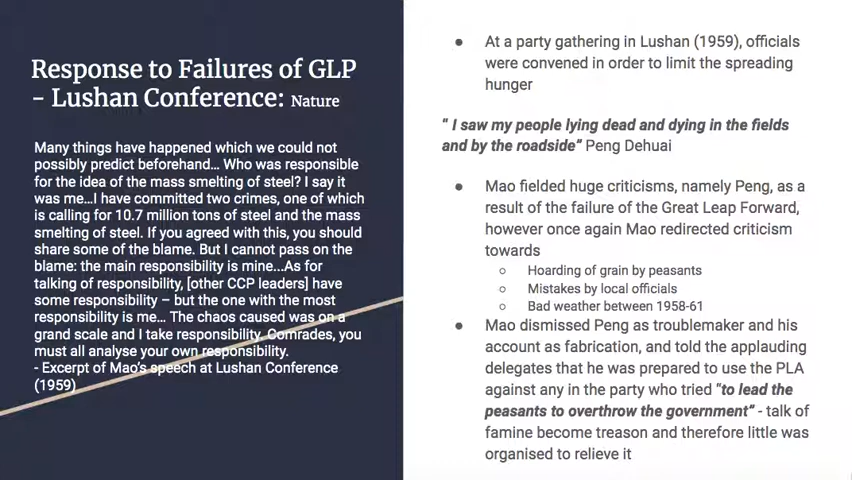 Response to Failures of GLP
- Lushan Conference: Nature
Many things have happened which we could not
possibly predict beforehand... Who was responsible
for the idea of the mass smelting of steel? I say it
was me...I have committed two crimes, one of which
is calling for 10.7 million tons of steel and the mass
smelting of steel. If you agreed with this, you should
share some of the blame. But I cannot pass on the
blame: the main responsibility is mine...As for
talking of responsibility, [other CCP leaders] have
some responsibility – but the one with the most
responsibility is me... The chaos caused was on a
grand scale and I take responsibility. Comrades, you
must all analyse your own responsibility.
- Excerpt of Mao's speech at Lushan Conference
(1959)
● At a party gathering in Lushan (1959), officials
were convened in order to limit the spreading
hunger
" I saw my people lying dead and dying in the fields
and by the roadside" Peng Dehuai
● Mao fielded huge criticisms, namely Peng, as a
result of the failure of the Great Leap Forward,
however once again Mao redirected criticism
towards
○ Hoarding of grain by peasants
○ Mistakes by local officials
○ Bad weather between 1958-61
● Mao dismissed Peng as troublemaker and his
account as fabrication, and told the applauding
delegates that he was prepared to use the PLA
against any in the party who tried "to lead the
peasants to overthrow the government" - talk of
famine become treason and therefore little was
organised to relieve it